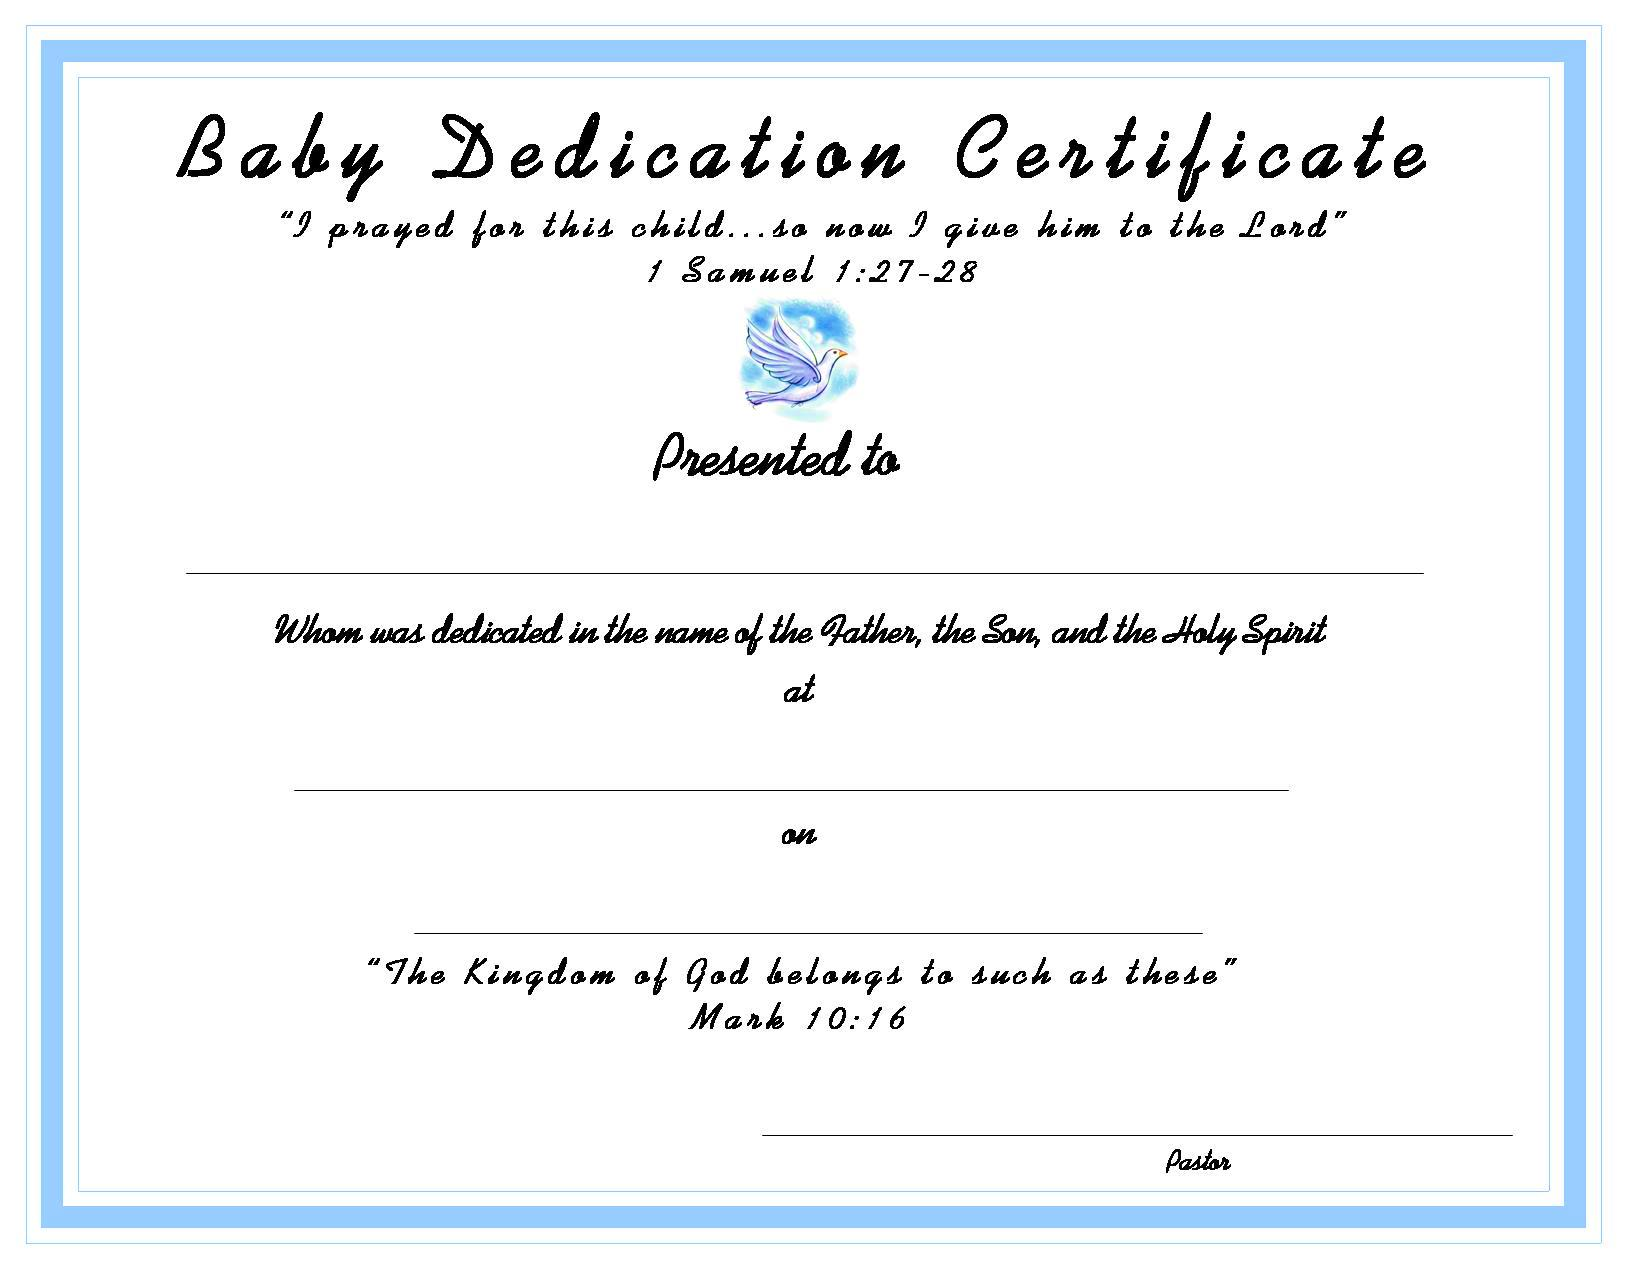 Baby Dedication Certificate
“I prayed for this child...so now I give him to the Lord”
1 Samuel 1:27-28
Presented to
Whom was dedicated in the name of the Father, the Son, and the Holy Spirit
at
on
“The Kingdom of God belongs to such as these”
Mark 10:16
Pastor